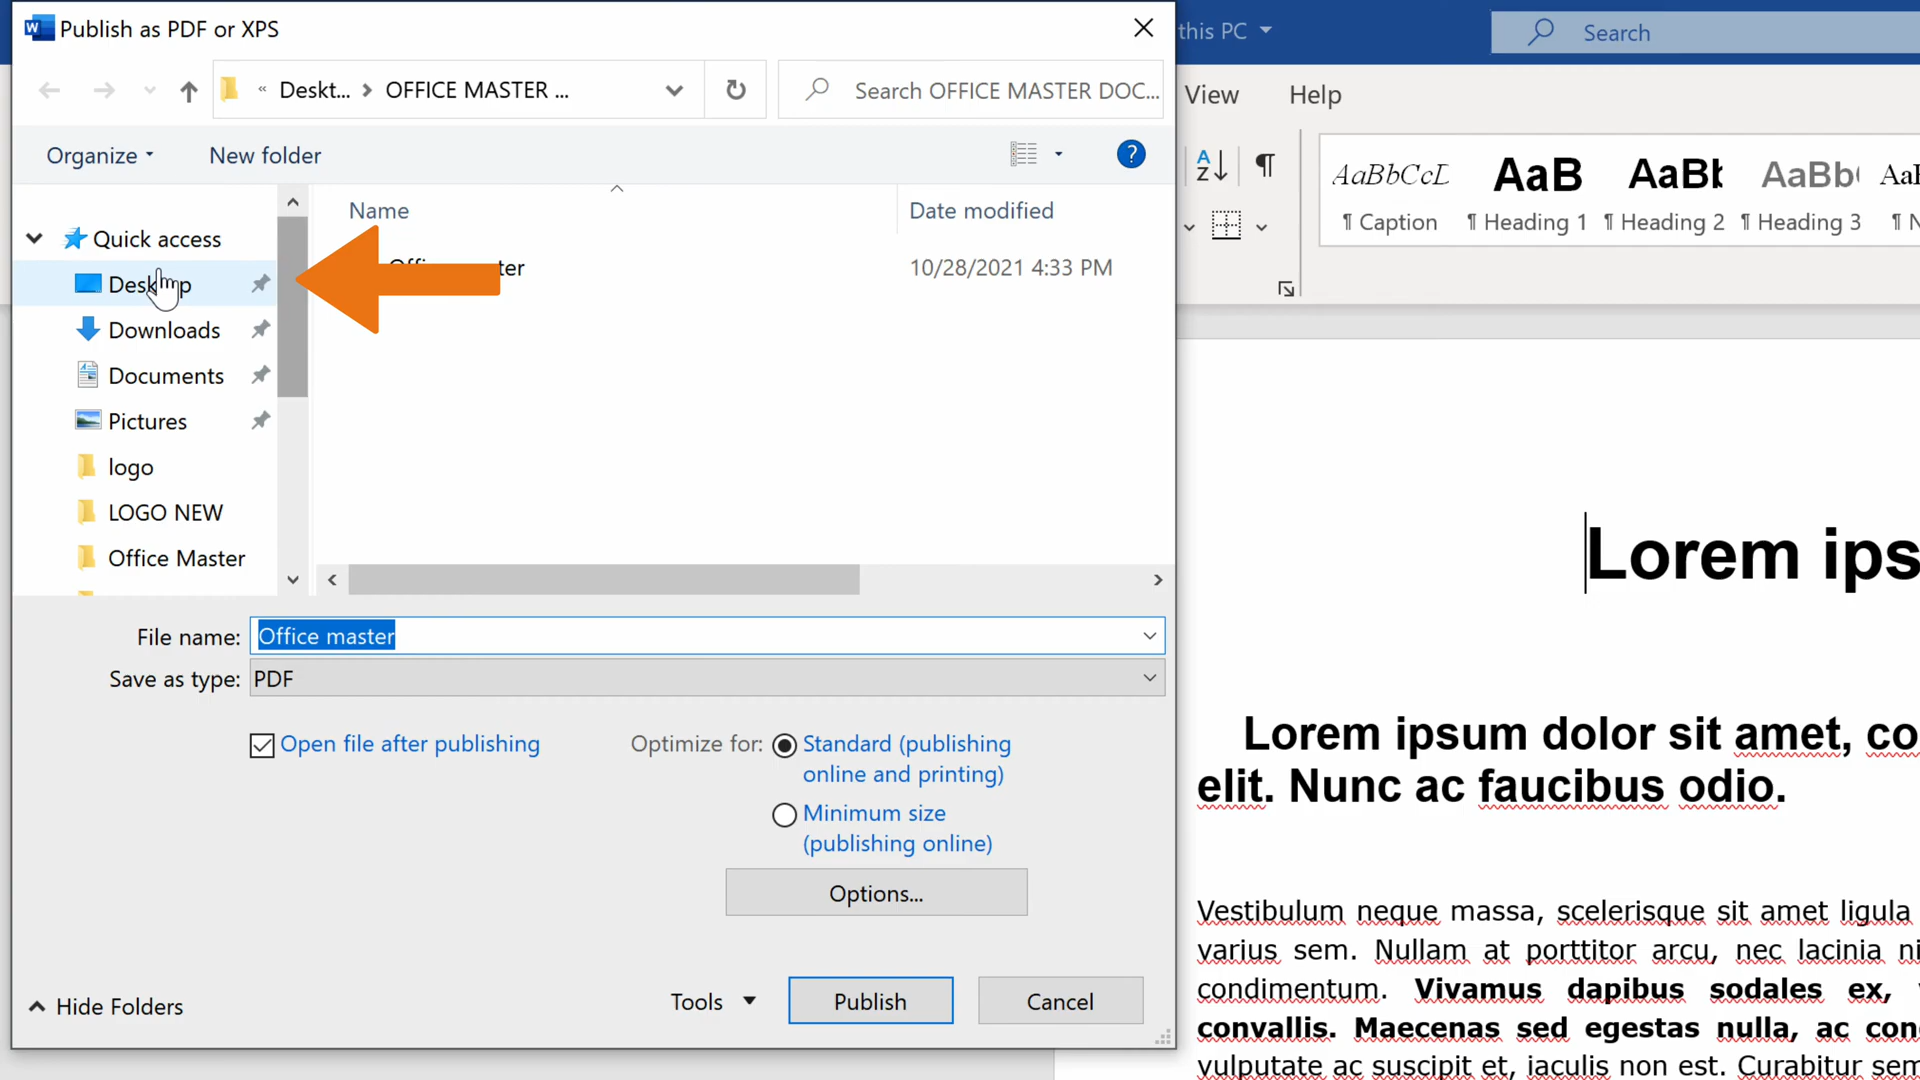 Publish as PDF or XPS
this PC
Search
« Deskt... > OFFICE MASTER ...
Search OFFICE MASTER DOC...
View Help
Organize New folder
?
A
Z
¶
AaBbCcD AaB AaBb AaBb AaB
¶ Caption ¶ Heading 1 ¶ Heading 2 ¶ Heading 3 ¶ N
Name Date modified
10/28/2021 4:33 PM
Quick access
Desktop
Downloads
Documents
Pictures
logo
LOGO NEW
Office Master
File name: Office master
Save as type: PDF
Open file after publishing
Optimize for: Standard (publishing
online and printing)
Minimum size
(publishing online)
Options...
Hide Folders
Tools Publish Cancel
Lorem ips
Lorem ipsum dolor sit amet, co
elit. Nunc ac faucibus odio.
Vestibulum neque massa, scelerisque sit amet ligula
varius sem. Nullam at porttitor arcu, nec lacinia ni
condimentum. Vivamus dapibus sodales ex,
convallis. Maecenas sed egestas nulla, ac con
vulputate ac suscipit et, iaculis non est. Curabitur sem